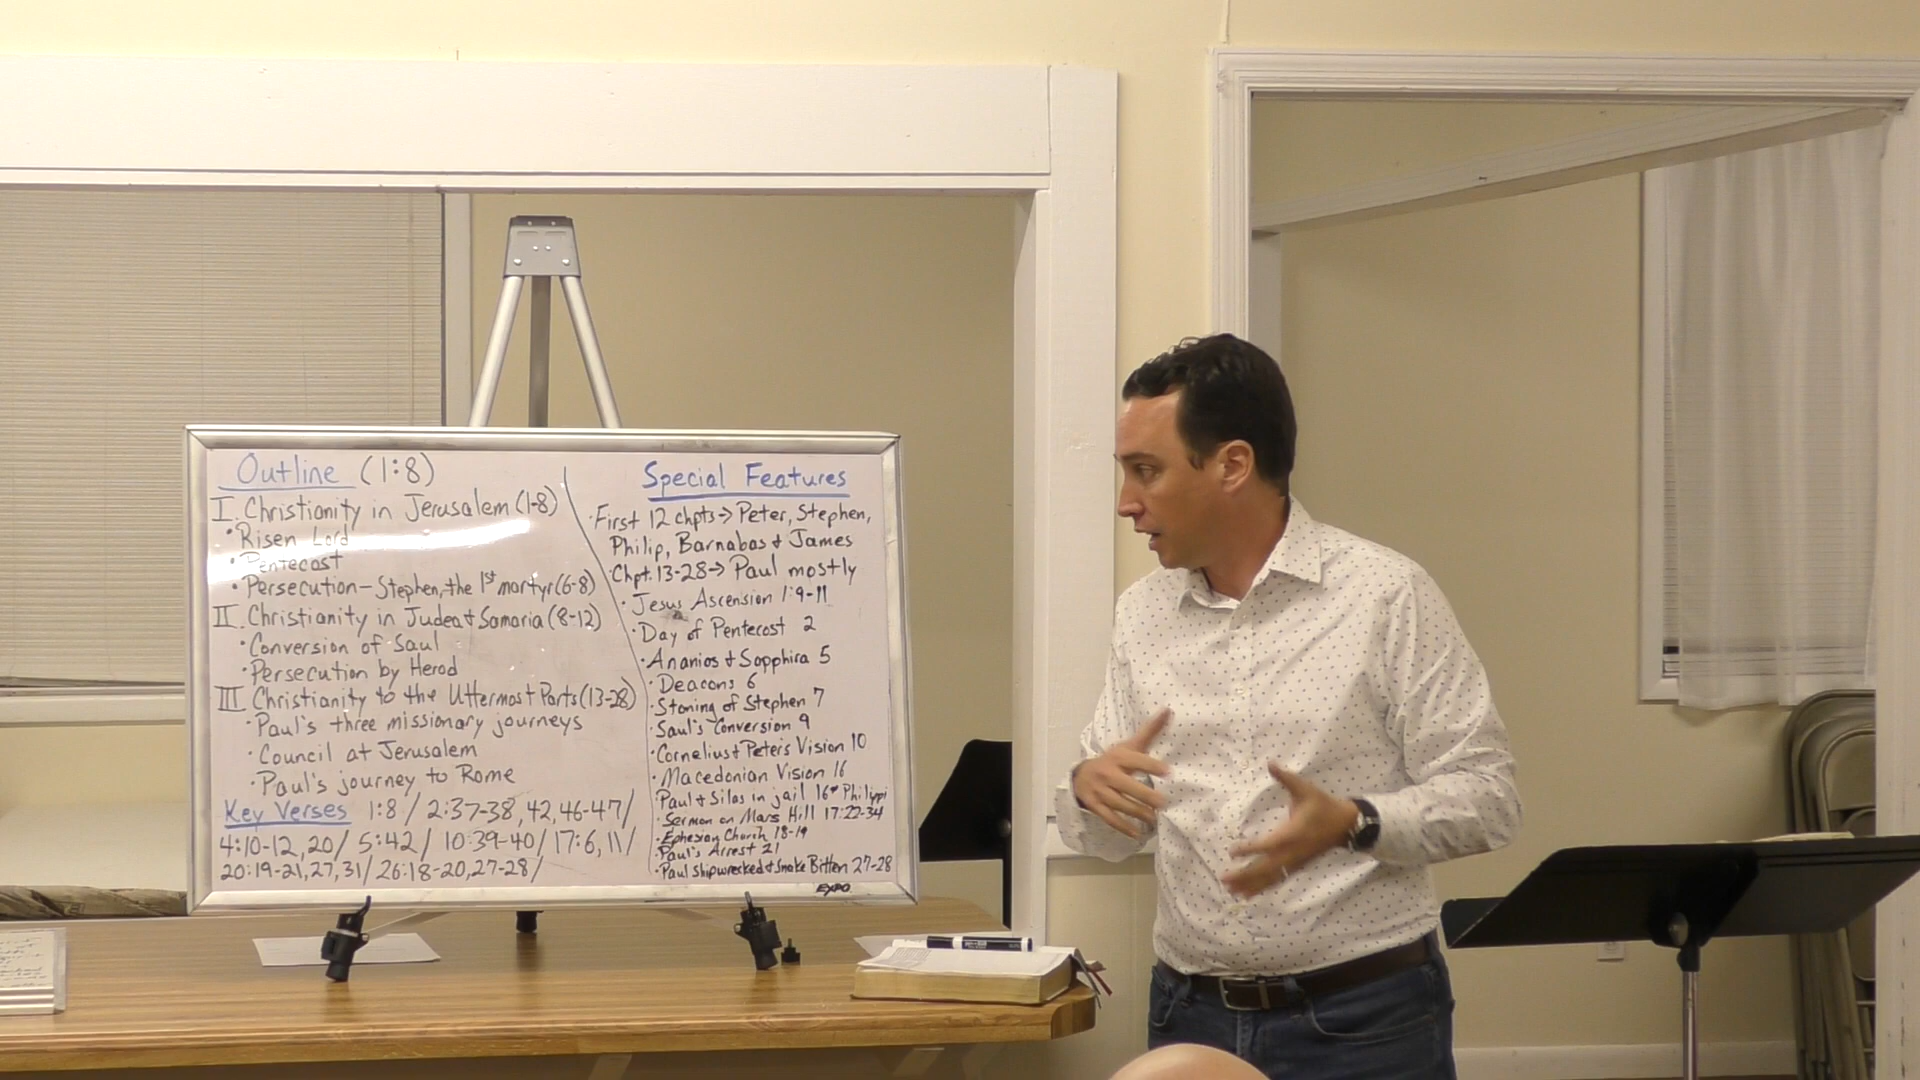 Outline (1:8)
I. Christianity in Jerusalem (1-8)
• Risen Lord
• Pentecost
• Persecution - Stephen, the 1st martyr (6-8)
II. Christianity in Judea + Samaria (8-12)
• Conversion of Saul
• Persecution by Herod
III Christianity to the Uttermost Parts (13-28)
• Paul's three missionary journeys
• Council at Jerusalem
• Paul's journey to Rome
Key Verses 1:8 / 2:37-38, 42, 46-47 /
4:10-12, 20 / 5:42 / 10:39-40 / 17:6, 11 /
20:19-21, 27, 31 / 26:18-20, 27-28 /
Special Features
• First 12 chpts → Peter, Stephen,
Philip, Barnabas + James
• Chpt. 13-28 → Paul mostly
• Jesus Ascension 1:9-11
• Day of Pentecost 2
• Ananias + Sapphira 5
• Deacons 6
• Stoning of Stephen 7
• Saul's Conversion 9
• Cornelius + Peter's Vision 10
• Macedonian Vision 16
• Paul + Silas in jail 16 Philippi
• Sermon on Mars Hill 17:22-34
• Ephesian Church 18-19
• Paul's Arrest 21
• Paul shipwrecked + Snake Bitten 27-28
EXPO